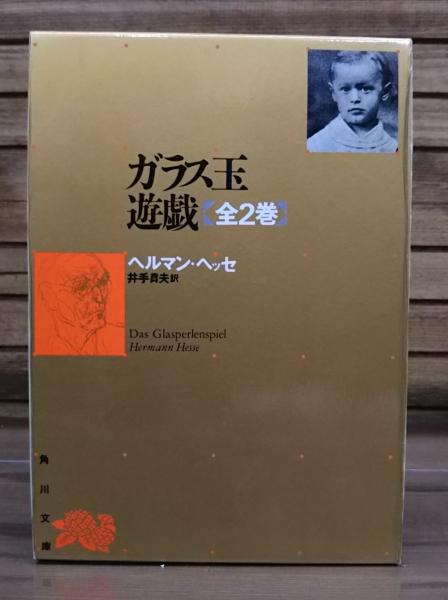 ガラス玉
遊戯【全2巻】
ヘルマン・ヘッセ
井手賁夫訳
Das Glasperlenspiel
Hermann Hesse
角川文庫